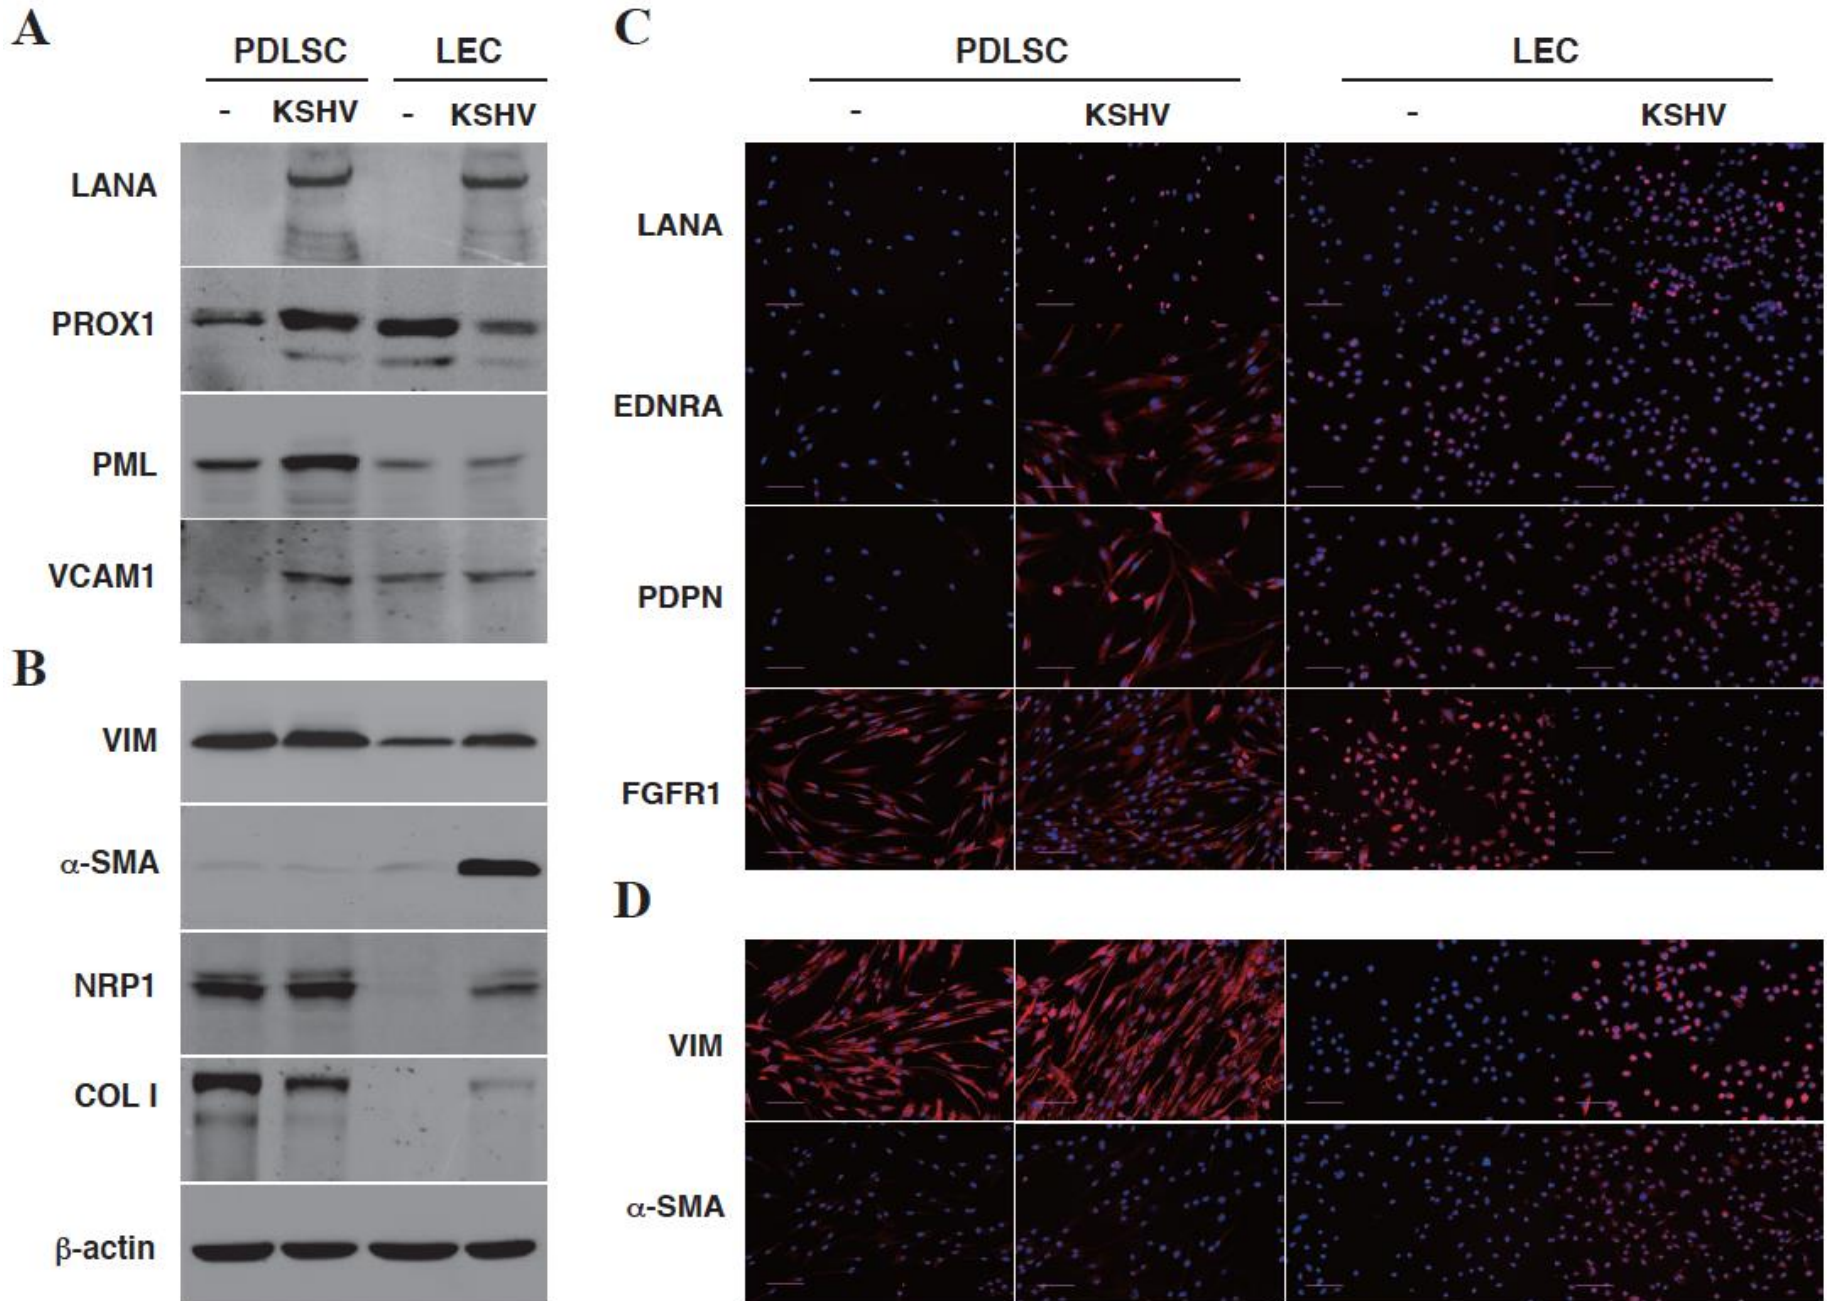 A
PDLSC LEC
- KSHV - KSHV
LANA
PROX1
PML
VCAM1
B
VIM
α-SMA
NRP1
COL I
β-actin
C
PDLSC LEC
- KSHV - KSHV
LANA
EDNRA
PDPN
FGFR1
D
VIM
α-SMA